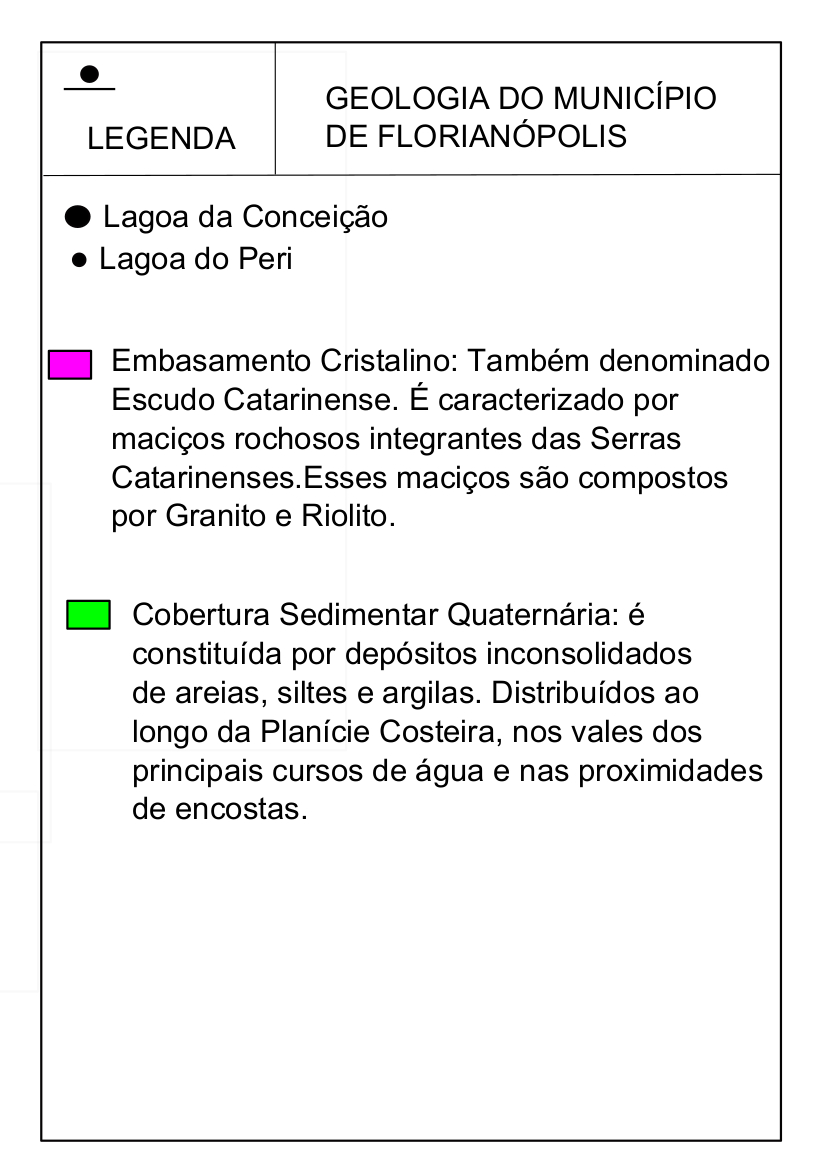 LEGENDA
GEOLOGIA DO MUNICÍPIO
DE FLORIANÓPOLIS
Lagoa da Conceição
Lagoa do Peri
Embasamento Cristalino: Também denominado
Escudo Catarinense. É caracterizado por
maciços rochosos integrantes das Serras
Catarinenses.Esses maciços são compostos
por Granito e Riolito.
Cobertura Sedimentar Quaternária: é
constituída por depósitos inconsolidados
de areias, siltes e argilas. Distribuídos ao
longo da Planície Costeira, nos vales dos
principais cursos de água e nas proximidades
de encostas.